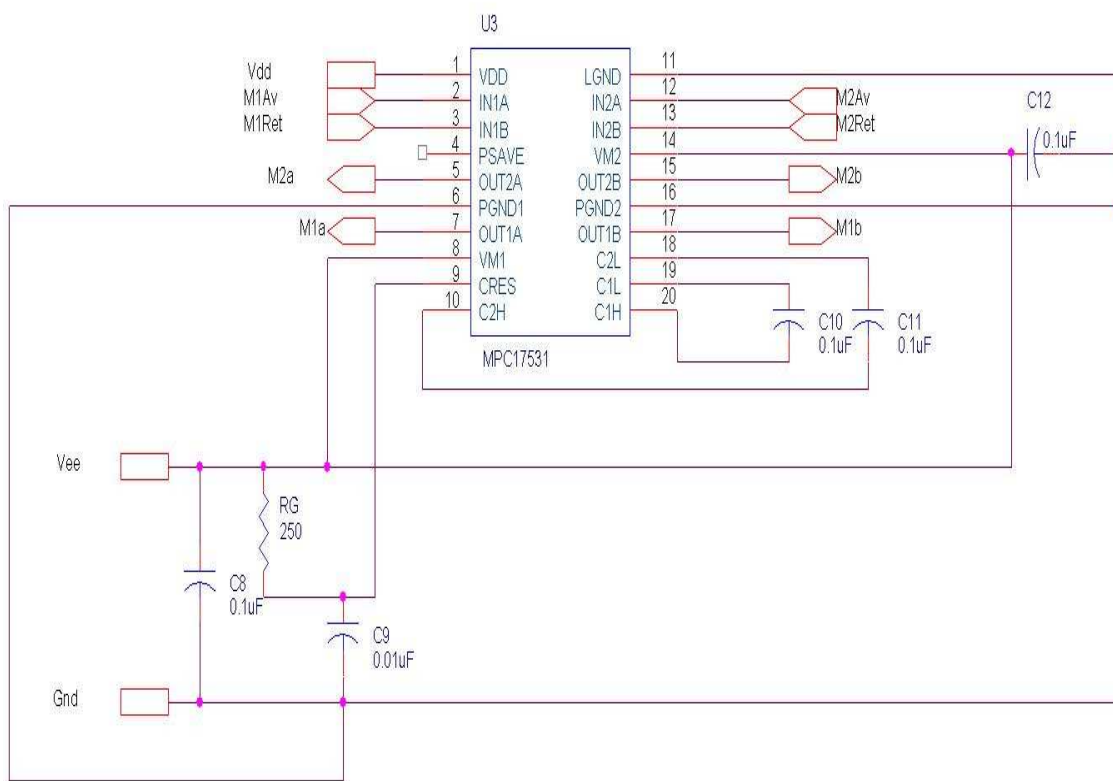 U3
Vdd 1 VDD LGND 11
M1Av 2 IN1A IN2A 12 M2Av
M1Ret 3 IN1B IN2B 13 M2Ret
4 PSAVE VM2 14
C12
0.1uF
M2a 5 OUT2A OUT2B 15 M2b
6 PGND1 PGND2 16
M1a 7 OUT1A OUT1B 17 M1b
8 VM1 C2L 18
9 CRES C1L 19
10 C2H C1H 20
C10
0.1uF
C11
0.1uF
MPC17531
Vee
RG
250
C8
0.1uF
C9
0.01uF
Gnd